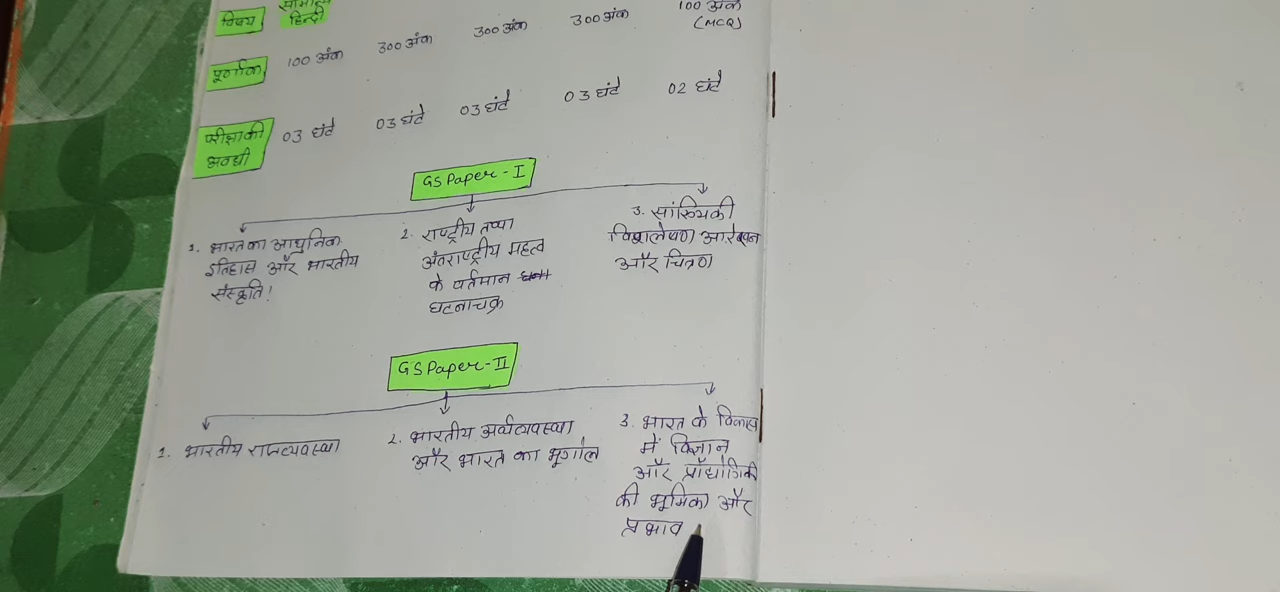 विषय
सामान्य
हिन्दी
100 अंक
(MCQ)
पूर्णांक 100 अंक 300 अंक 300 अंक 300 अंक
परीक्षा की
अवधी
03 घंटे 03 घंटे 03 घंटे 03 घंटे 02 घंटे
GS Paper-I
1. भारत का आधुनिक
इतिहास और भारतीय
संस्कृति!
2. राष्ट्रीय तथा
अंतराष्ट्रीय महत्व
के वर्तमान
घटनाचक्र
3. सांख्यिकी
विश्लेषण आरेखन
और चित्रण
GS Paper-II
1. भारतीय राजव्यवस्था
2. भारतीय अर्थव्यवस्था
और भारत का भूगोल
3. भारत के विकास
में विज्ञान
और प्रौद्योगिकी
की भूमिका और
प्रभाव